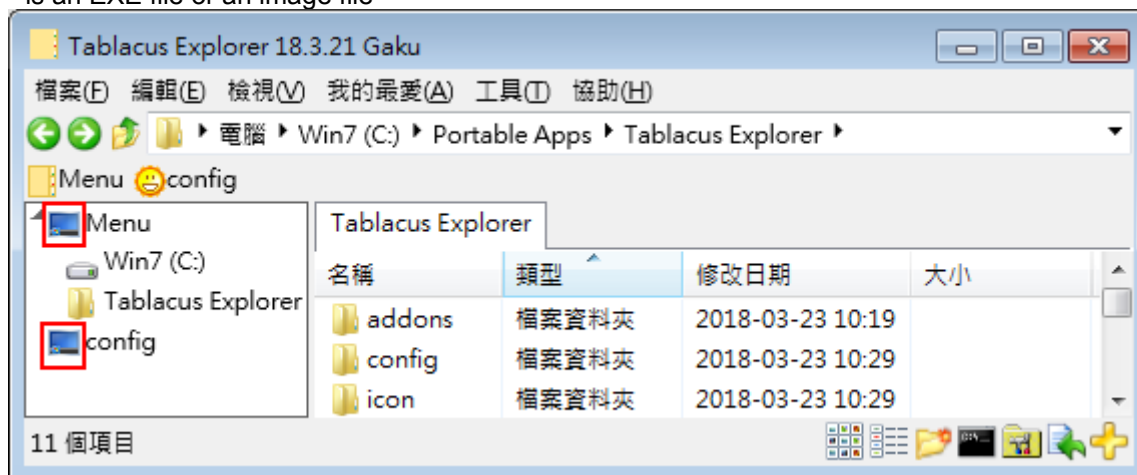 is an EXE file or an image file
Tablacus Explorer 18.3.21 Gaku
檔案(F) 編輯(E) 檢視(V) 我的最愛(A) 工具(T) 協助(H)
電腦 Win7 (C:) Portable Apps Tablacus Explorer
Menu config
Menu
Win7 (C:)
Tablacus Explorer
config
Tablacus Explorer
名稱 類型 修改日期 大小
addons 檔案資料夾 2018-03-23 10:19
config 檔案資料夾 2018-03-23 10:29
icon 檔案資料夾 2018-03-23 10:29
11 個項目